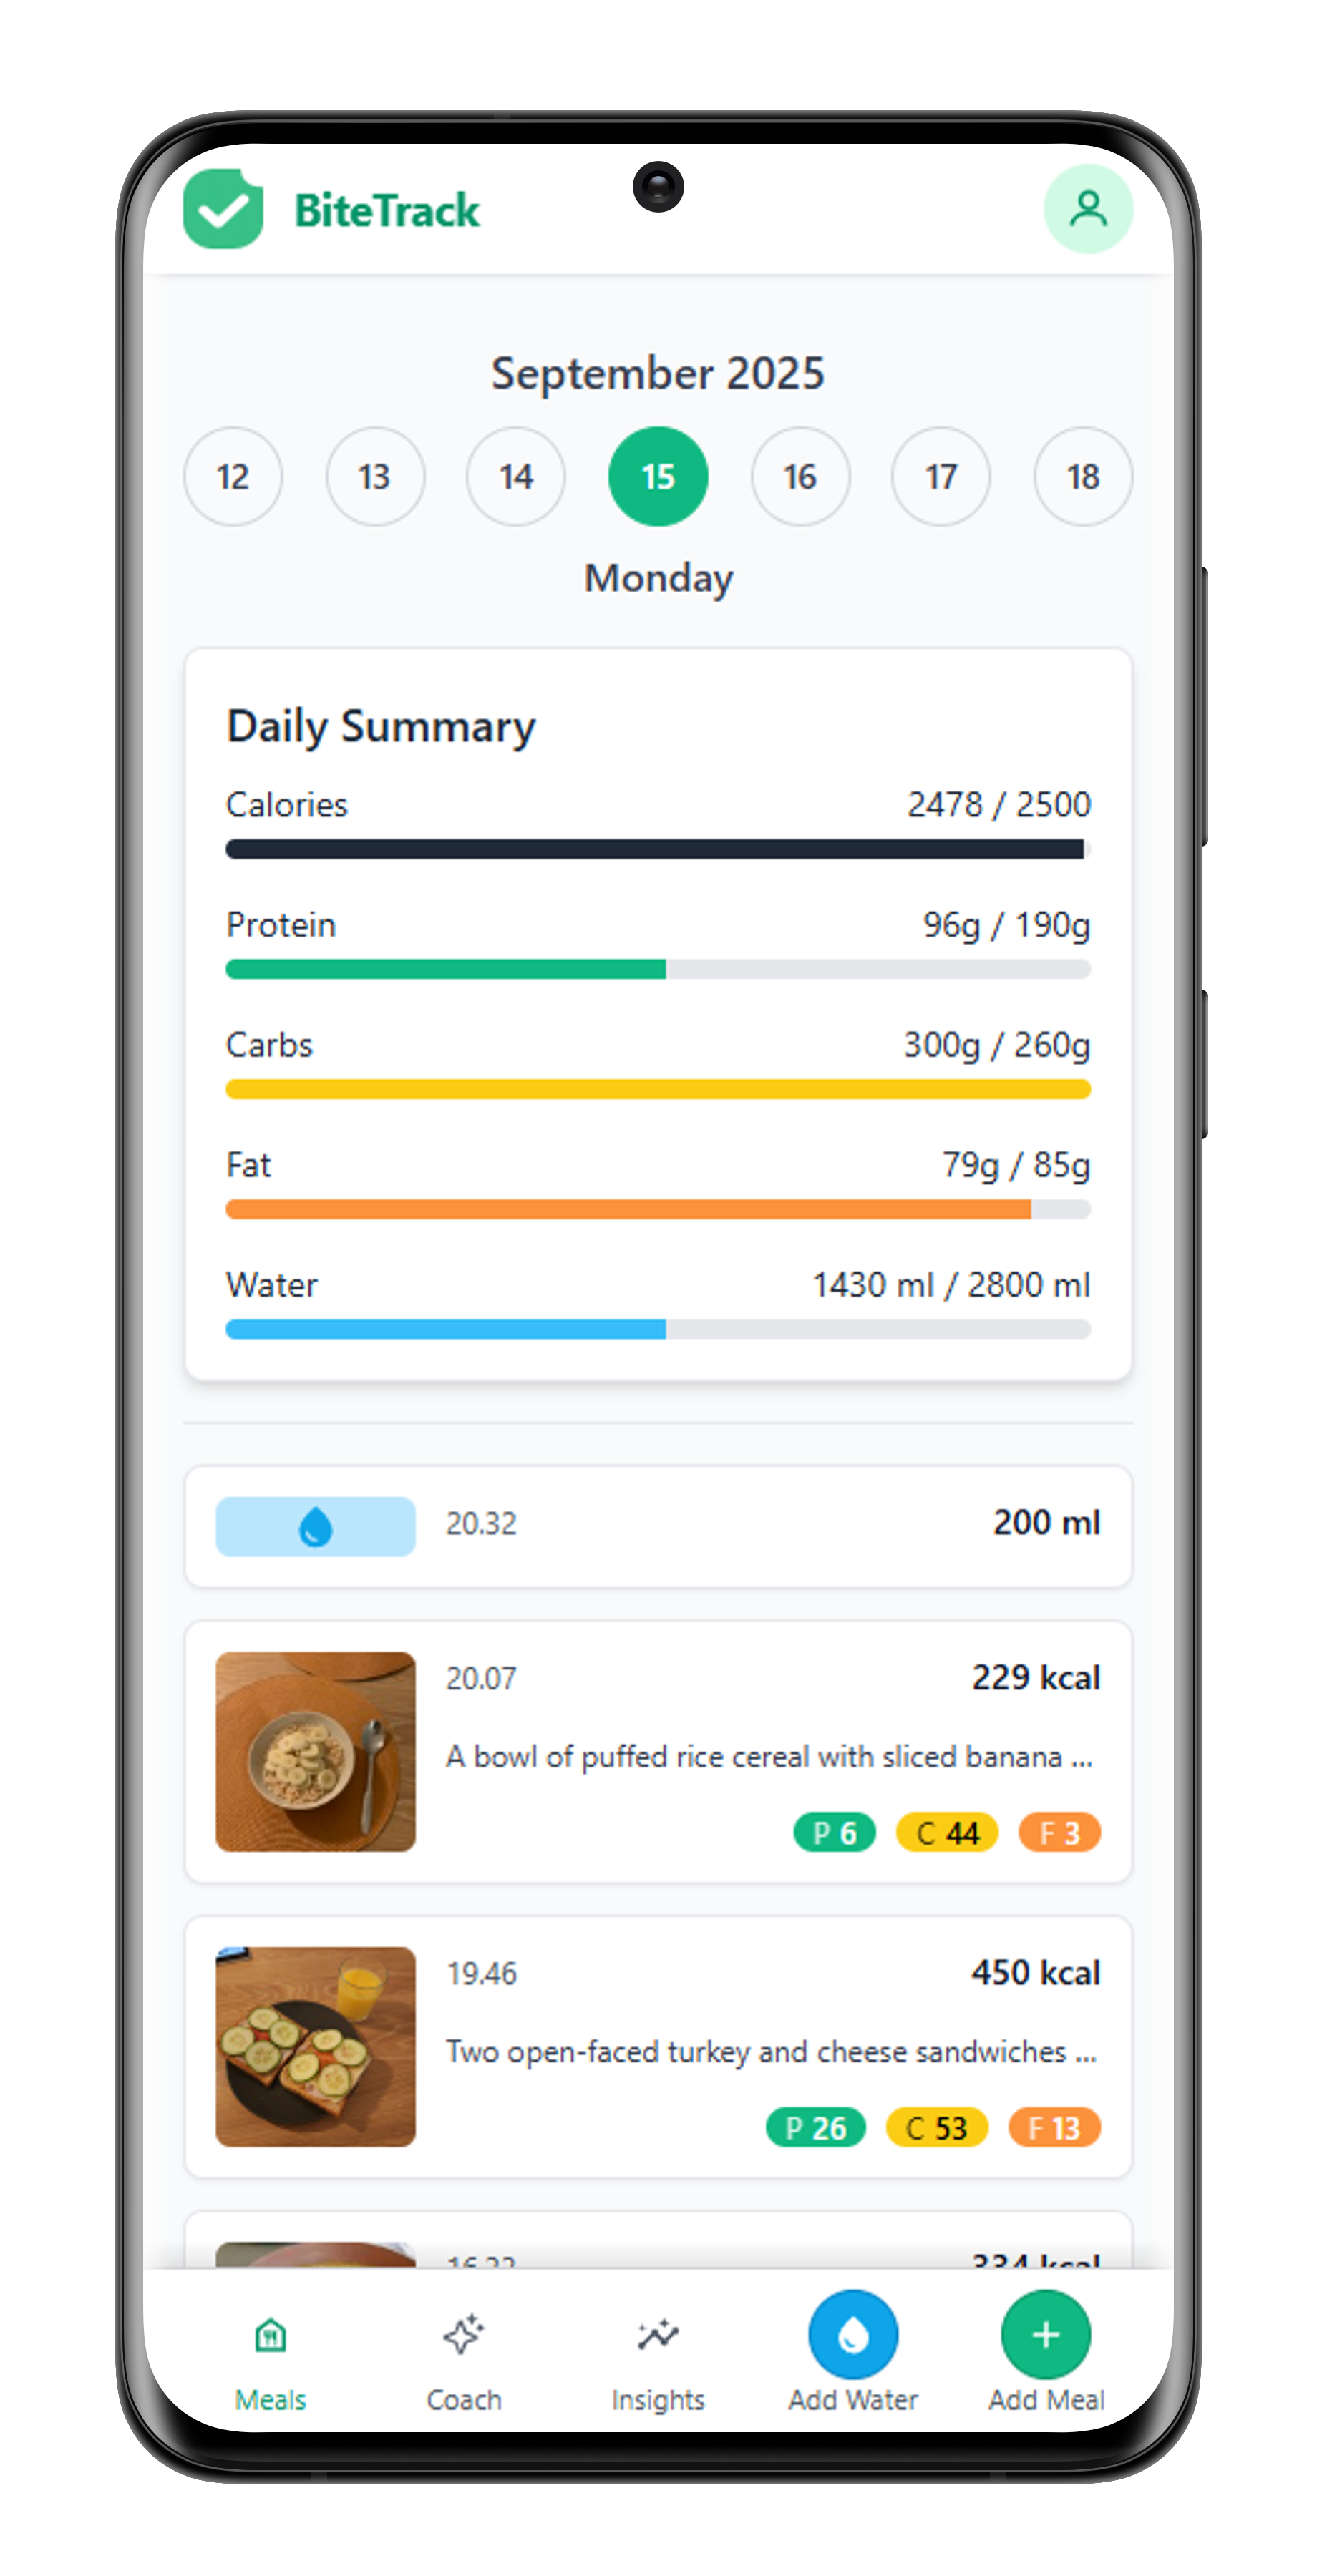 BiteTrack
September 2025
12 13 14 15 16 17 18
Monday
Daily Summary
Calories 2478 / 2500
Protein 96g / 190g
Carbs 300g / 260g
Fat 79g / 85g
Water 1430 ml / 2800 ml
20.32 200 ml
20.07 229 kcal
A bowl of puffed rice cereal with sliced banana ...
P 6 C 44 F 3
19.46 450 kcal
Two open-faced turkey and cheese sandwiches ...
P 26 C 53 F 13
334 kcal
Meals Coach Insights Add Water Add Meal